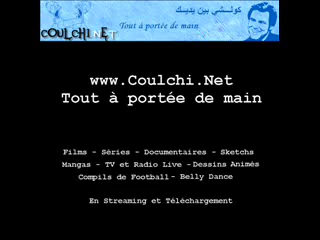 كولشي بين يديك
COULCHI.NET
Tout à portée de main
www.Coulchi.Net
Tout à portée de main
Films - Séries - Documentaires - Sketchs
Mangas - TV et Radio Live - Dessins Animés
Compils de Football - Belly Dance
En Streaming et Téléchargement